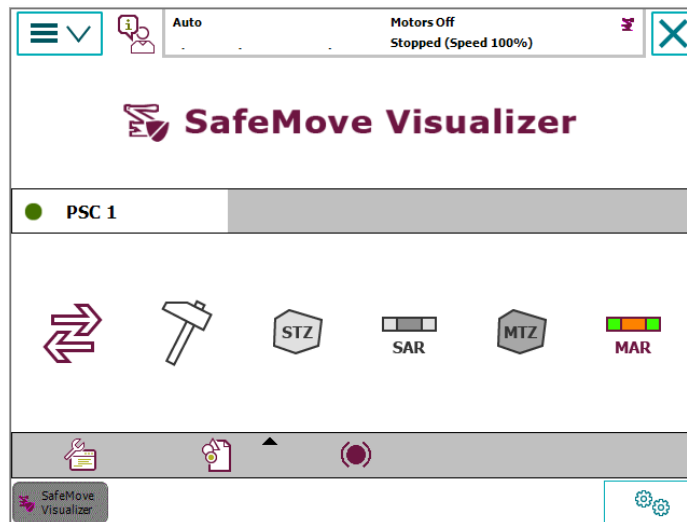 Auto
Motors Off
Stopped (Speed 100%)
SafeMove Visualizer
PSC 1
STZ
SAR
MTZ
MAR
SafeMove
Visualizer